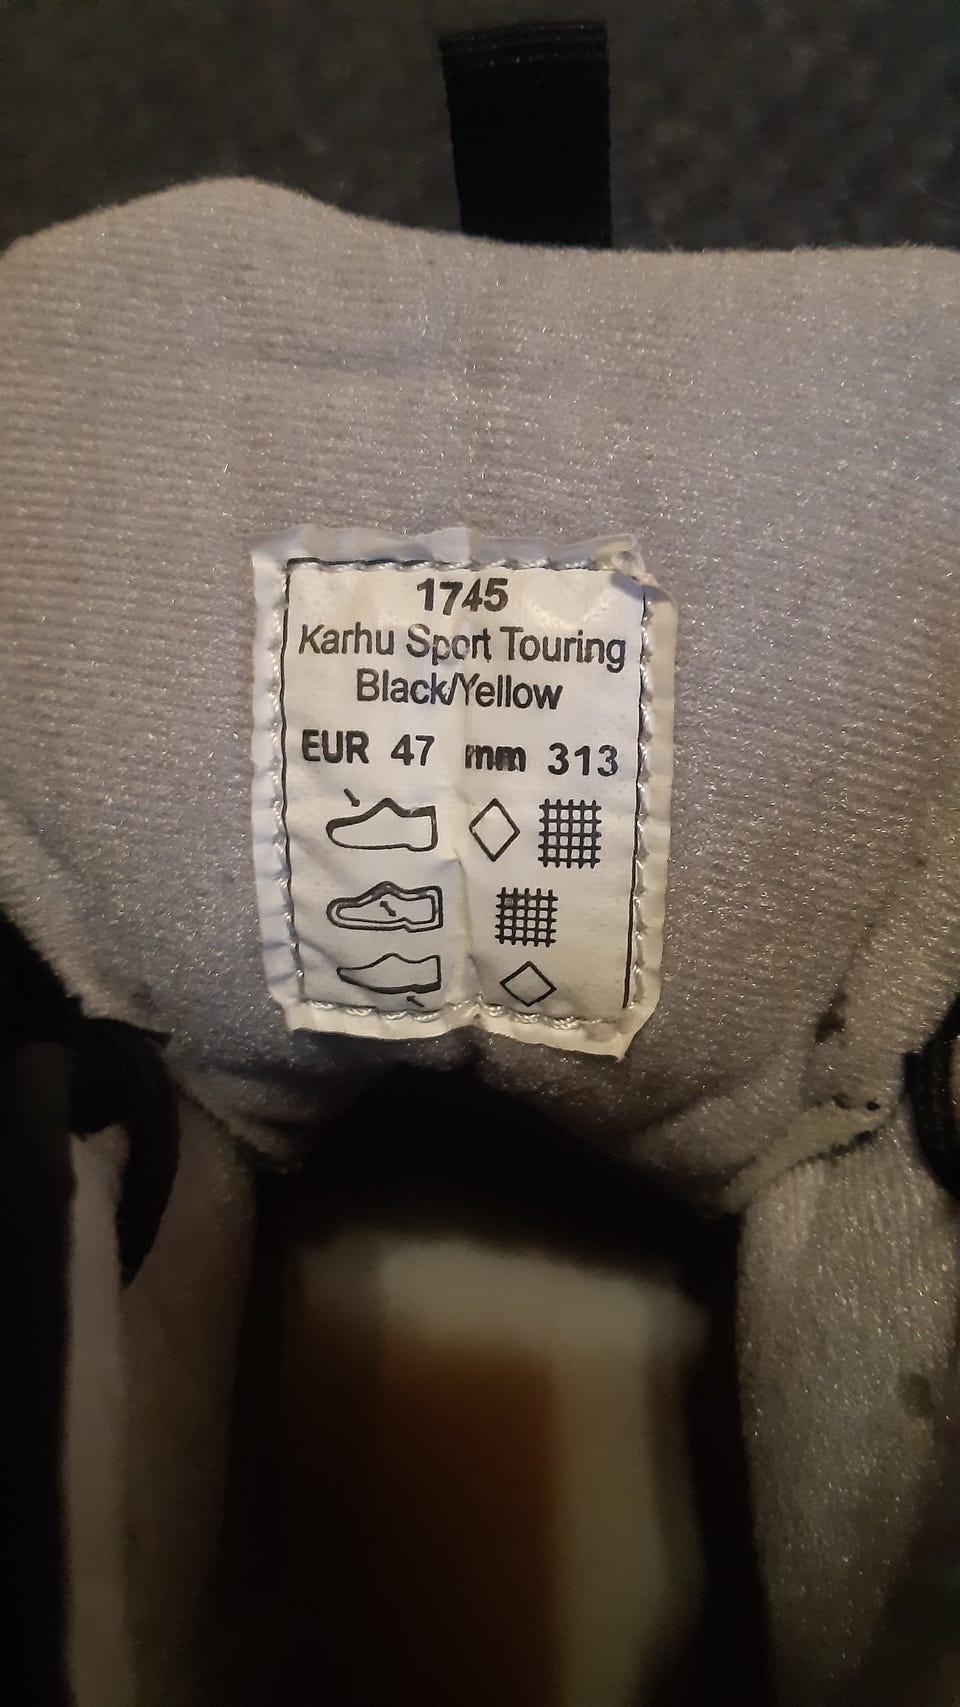 1745
Karhu Sport Touring
Black/Yellow
EUR 47 mm 313